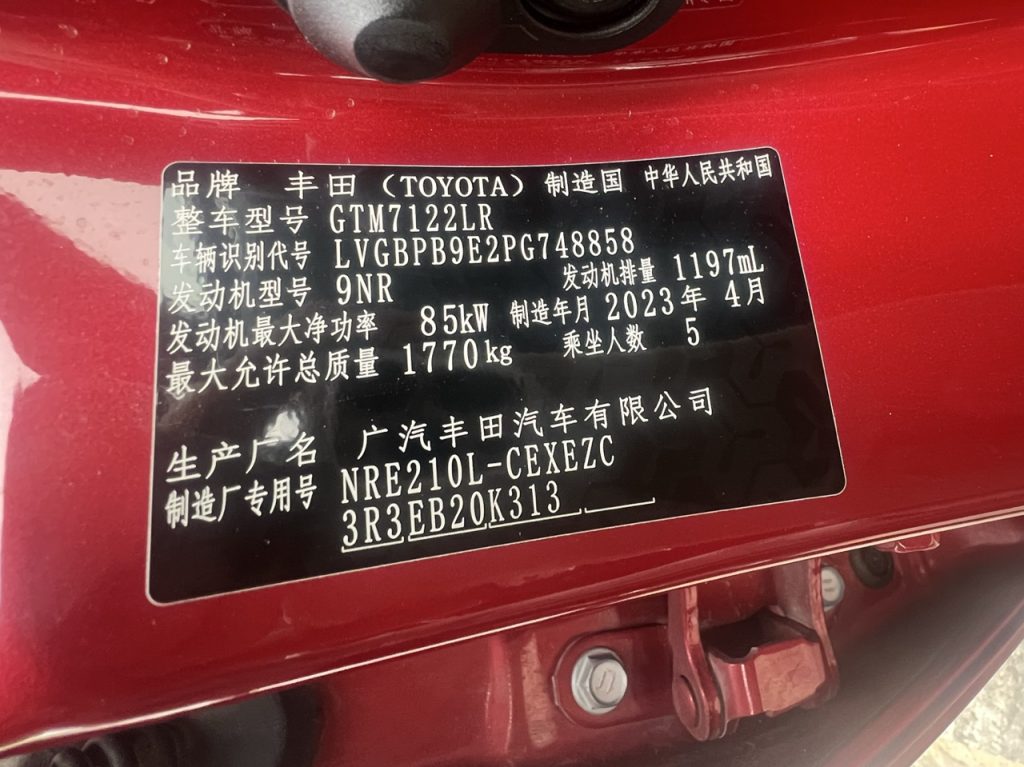 品牌 丰田（TOYOTA）制造国 中华人民共和国
整车型号 GTM7122LR
车辆识别代号 LVGBPB9E2PG748858
发动机型号 9NR 发动机排量 1197mL
发动机最大净功率 85kW 制造年月 2023年 4月
最大允许总质量 1770kg 乘坐人数 5
生产厂名 广汽丰田汽车有限公司
制造厂专用号 NRE210L-CEXEZC
3R3EB20K313